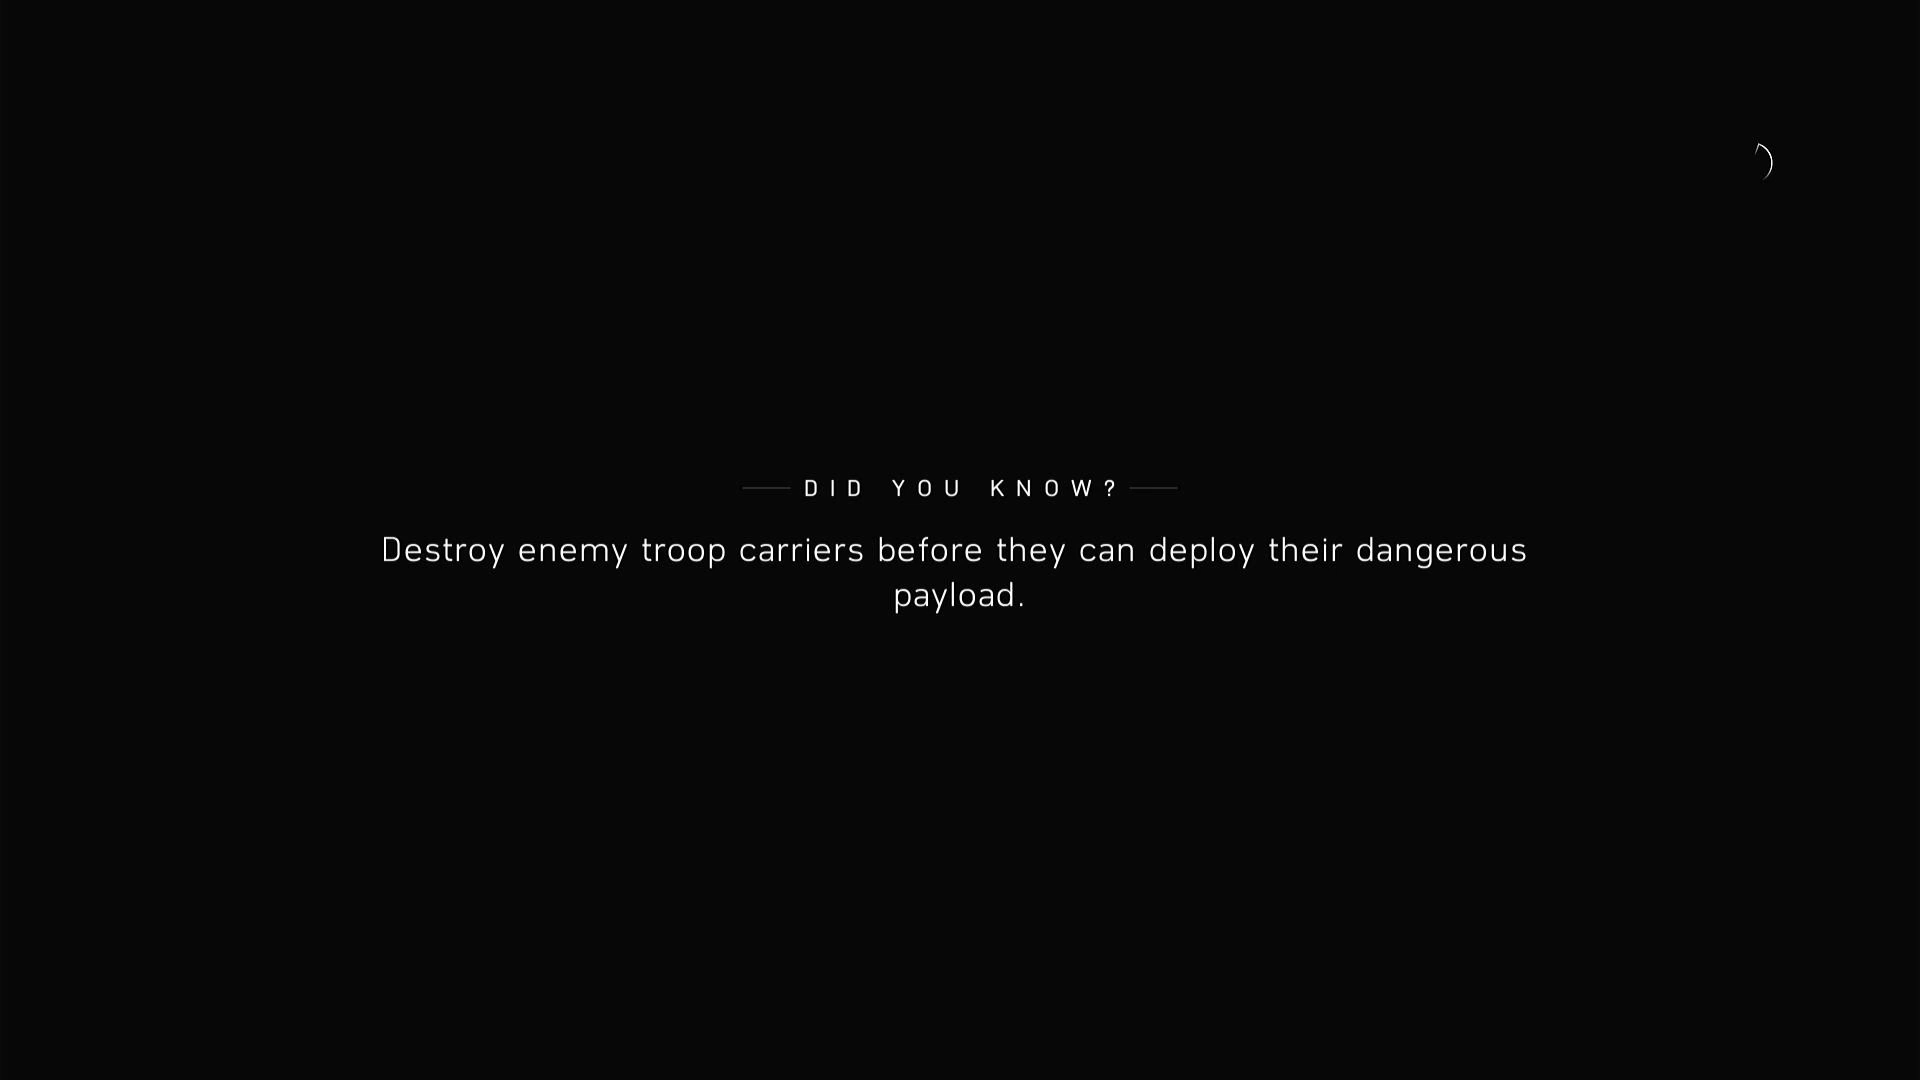 DID YOU KNOW?
Destroy enemy troop carriers before they can deploy their dangerous
payload.